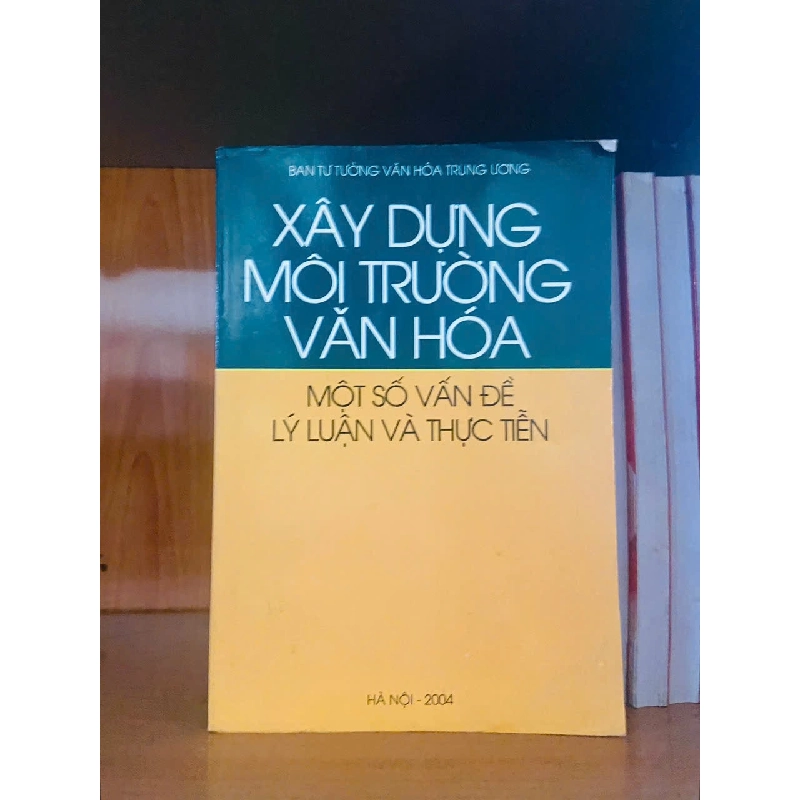 BAN TƯ TƯỞNG VĂN HÓA TRUNG ƯƠNG
XÂY DỰNG
MÔI TRƯỜNG
VĂN HÓA
MỘT SỐ VẤN ĐỀ
LÝ LUẬN VÀ THỰC TIỄN
HÀ NỘI - 2004